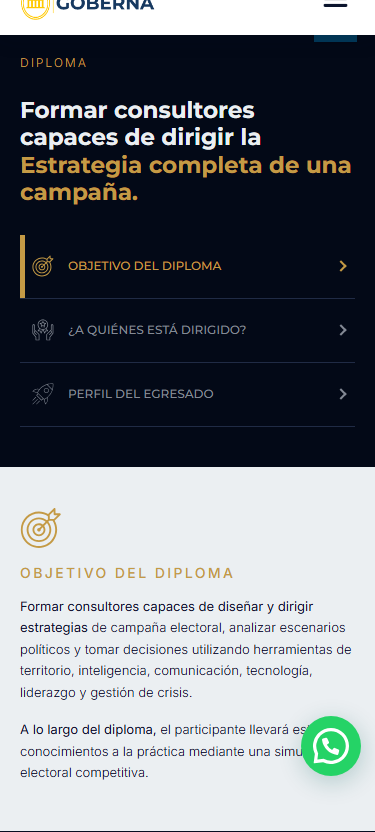 GOBERNA
DIPLOMA
Formar consultores
capaces de dirigir la
Estrategia completa de una
campaña.
OBJETIVO DEL DIPLOMA
¿A QUIÉNES ESTÁ DIRIGIDO?
PERFIL DEL EGRESADO
OBJETIVO DEL DIPLOMA
Formar consultores capaces de diseñar y dirigir
estrategias de campaña electoral, analizar escenarios
políticos y tomar decisiones utilizando herramientas de
territorio, inteligencia, comunicación, tecnología,
liderazgo y gestión de crisis.
A lo largo del diploma, el participante llevará
conocimientos a la práctica mediante una
electoral competitiva.